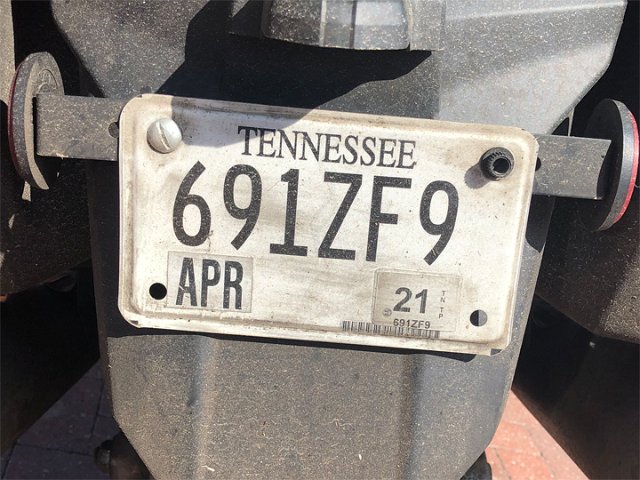 TENNESSEE
691ZF9
APR
21
TN TP
691ZF9